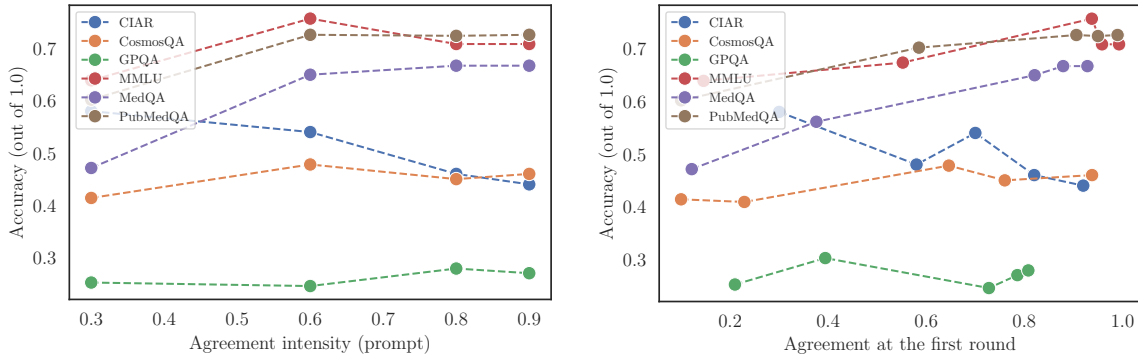 CIAR
CosmosQA
GPQA
MMLU
MedQA
PubMedQA
0.7
0.6
0.5
0.4
0.3
Accuracy (out of 1.0)
0.3 0.4 0.5 0.6 0.7 0.8 0.9
Agreement intensity (prompt)
CIAR
CosmosQA
GPQA
MMLU
MedQA
PubMedQA
0.7
0.6
0.5
0.4
0.3
Accuracy (out of 1.0)
0.2 0.4 0.6 0.8 1.0
Agreement at the first round